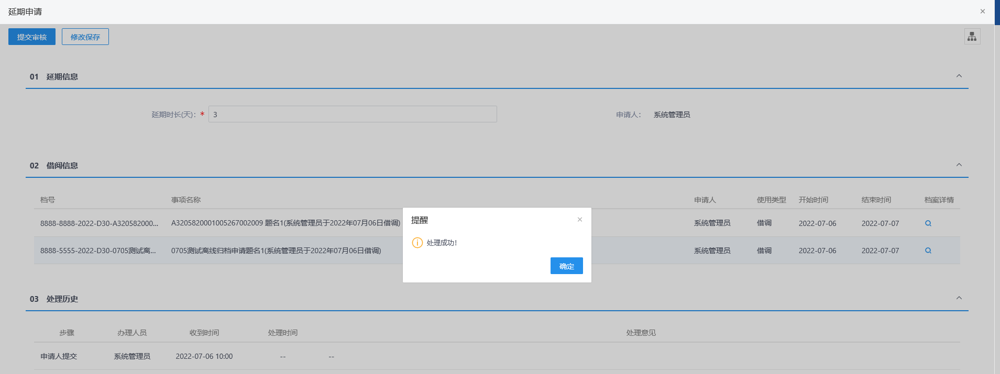 延期申请
提交审核 修改保存
01 延期信息
延期时长(天): * 3 申请人: 系统管理员
02 借阅信息
档号 事项名称 申请人 使用类型 开始时间 结束时间 档案详情
8888-8888-2022-D30-A320582000... A3205820001005267002009 题名1(系统管理员于2022年07月06日借调) 系统管理员 借调 2022-07-06 2022-07-07
8888-5555-2022-D30-0705测试离... 0705测试离线归档申请题名1(系统管理员于2022年07月06日借调) 系统管理员 借调 2022-07-06 2022-07-07
提醒
处理成功!
确定
03 处理历史
步骤 办理人员 收到时间 处理时间 处理意见
申请人提交 系统管理员 2022-07-06 10:00 -- --